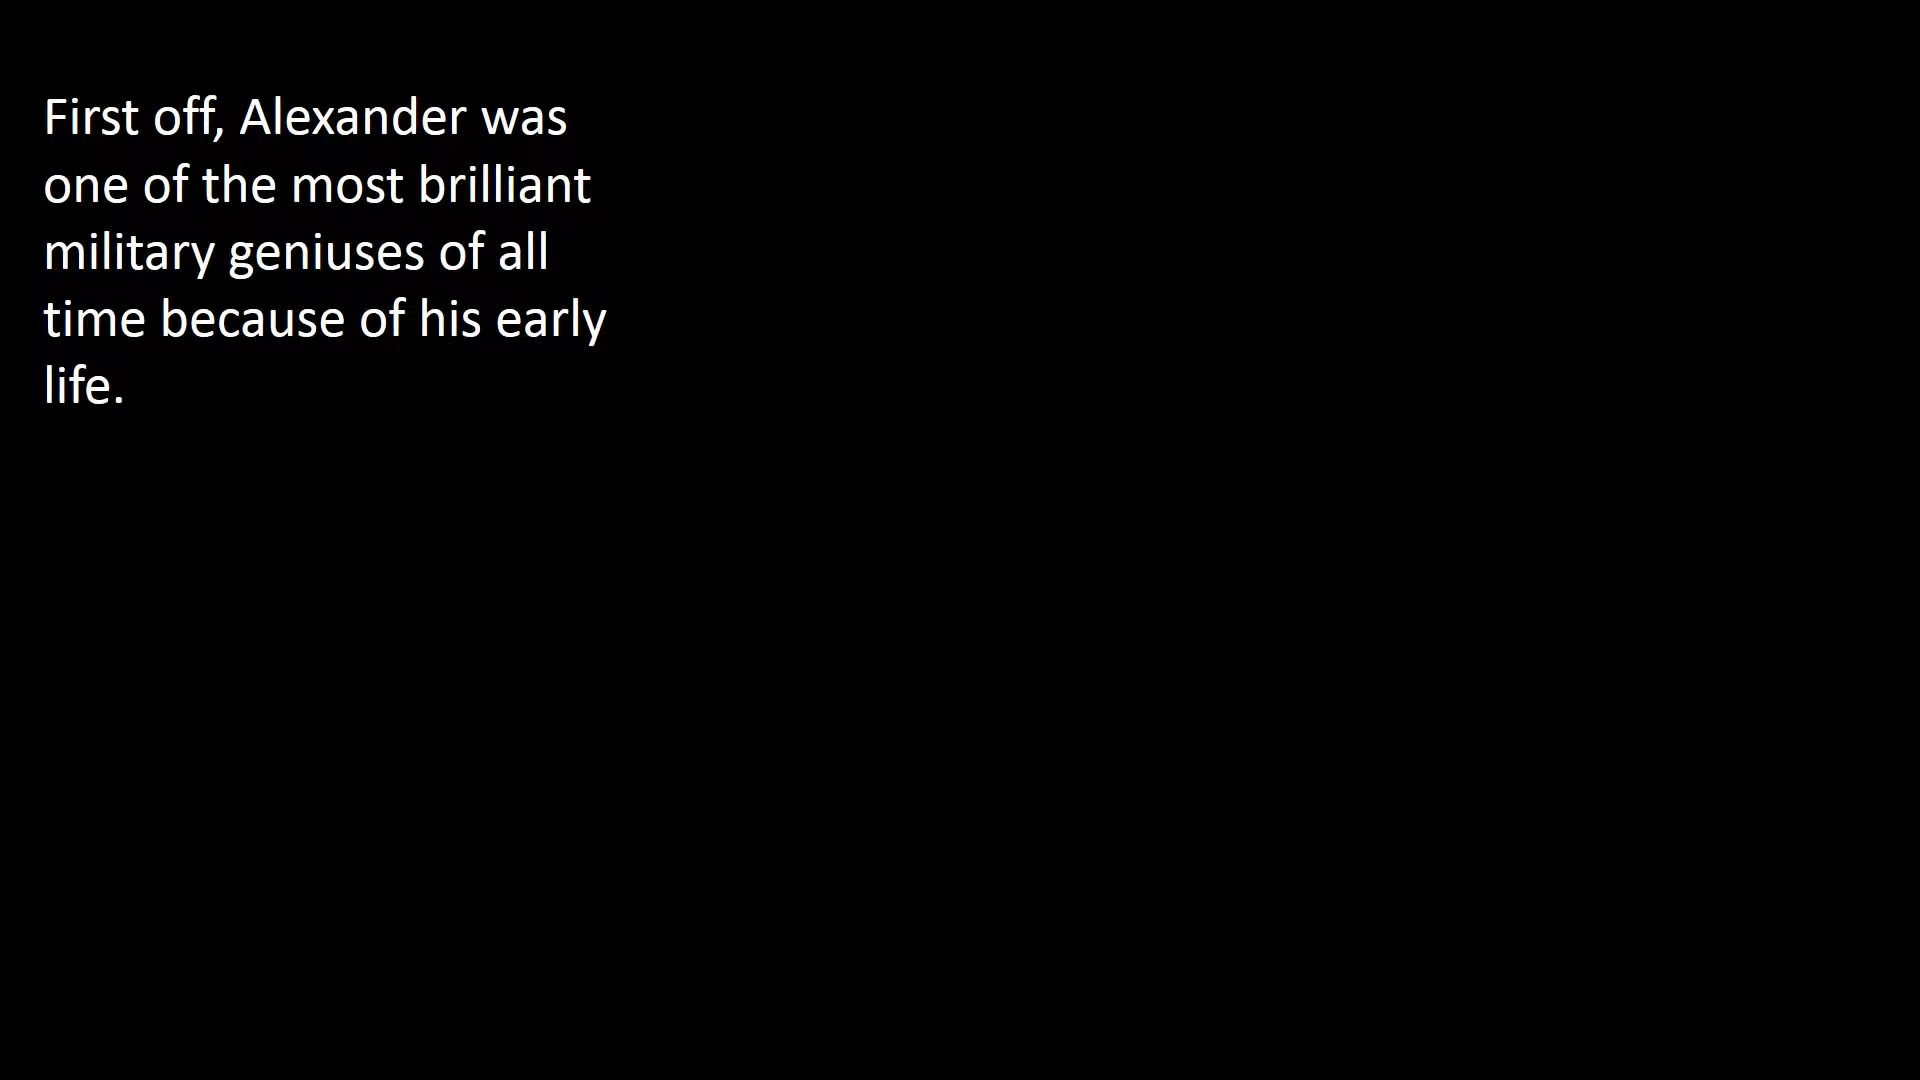 First off, Alexander was
one of the most brilliant
military geniuses of all
time because of his early
life.